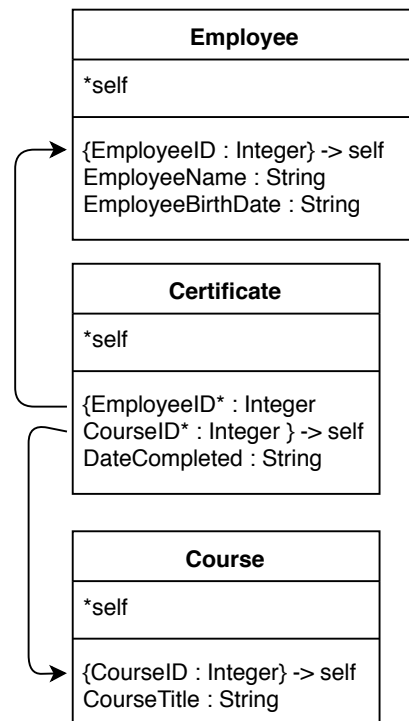 Employee
*self
{EmployeeID : Integer} -> self
EmployeeName : String
EmployeeBirthDate : String
Certificate
*self
{EmployeeID* : Integer
CourseID* : Integer } -> self
DateCompleted : String
Course
*self
{CourseID : Integer} -> self
CourseTitle : String